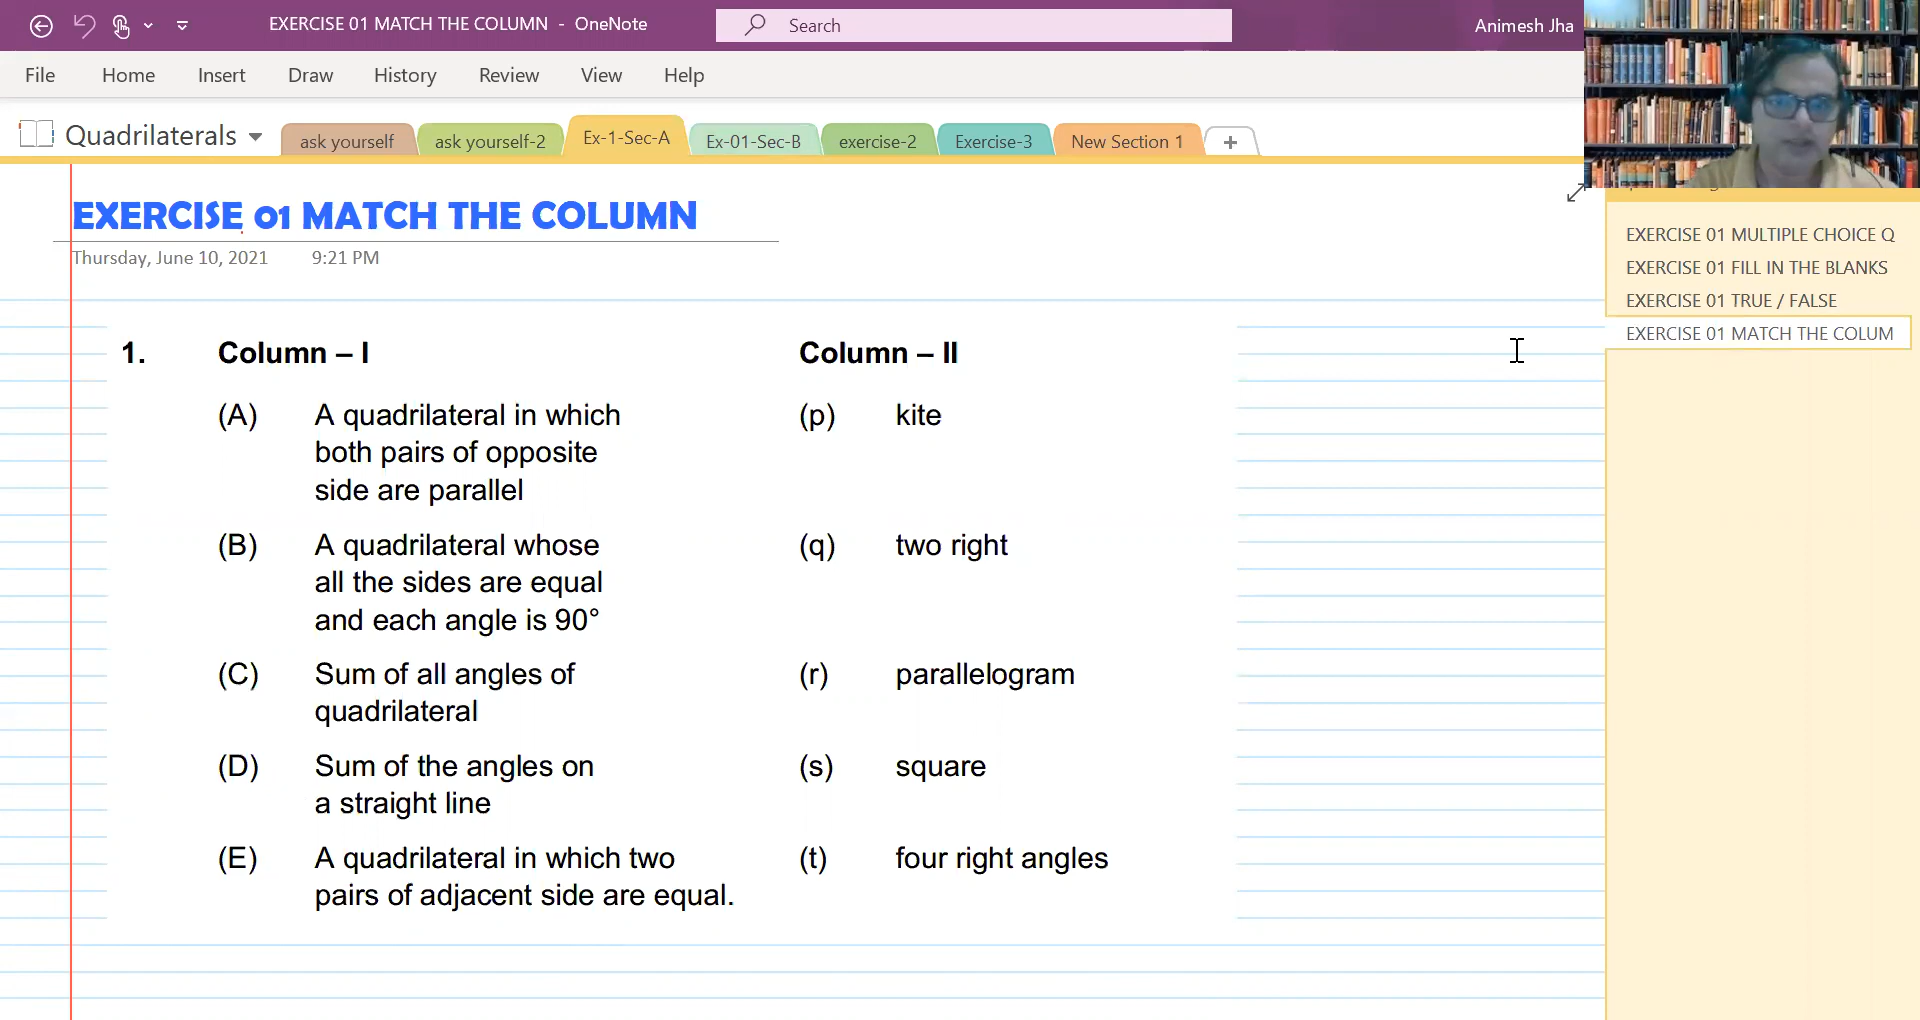 EXERCISE 01 MATCH THE COLUMN - OneNote
Search
Animesh Jha
File Home Insert Draw History Review View Help
Quadrilaterals
ask yourself
ask yourself-2
Ex-1-Sec-A
Ex-01-Sec-B
exercise-2
Exercise-3
New Section 1
EXERCISE 01 MATCH THE COLUMN
Thursday, June 10, 2021 9:21 PM
1. Column – I Column – II
(A) A quadrilateral in which (p) kite
both pairs of opposite
side are parallel
(B) A quadrilateral whose (q) two right
all the sides are equal
and each angle is 90°
(C) Sum of all angles of (r) parallelogram
quadrilateral
(D) Sum of the angles on (s) square
a straight line
(E) A quadrilateral in which two (t) four right angles
pairs of adjacent side are equal.
EXERCISE 01 MULTIPLE CHOICE Q
EXERCISE 01 FILL IN THE BLANKS
EXERCISE 01 TRUE / FALSE
EXERCISE 01 MATCH THE COLUM